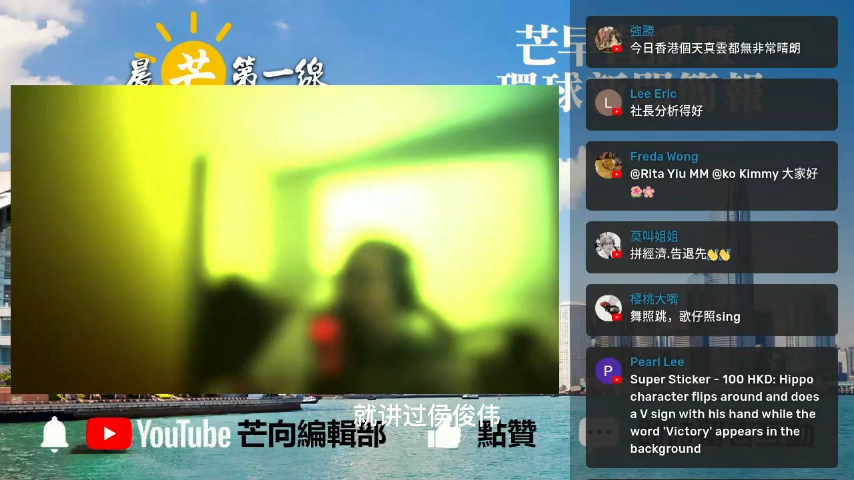 晨
芒
第一線
芒早
環球
報
強勝
今日香港個天真雲都無非常晴朗
L
Lee Eric
社長分析得好
Freda Wong
@Rita Yiu MM @ko Kimmy 大家好
🌺🌸
莫叫姐姐
拼經濟.告退先👏👏
櫻桃大嘴
舞照跳，歌仔照sing
P
Pearl Lee
Super Sticker - 100 HKD: Hippo
character flips around and does
a V sign with his hand while the
word 'Victory' appears in the
background
就讲过侯俊伟
YouTube 芒向編輯部
點贊